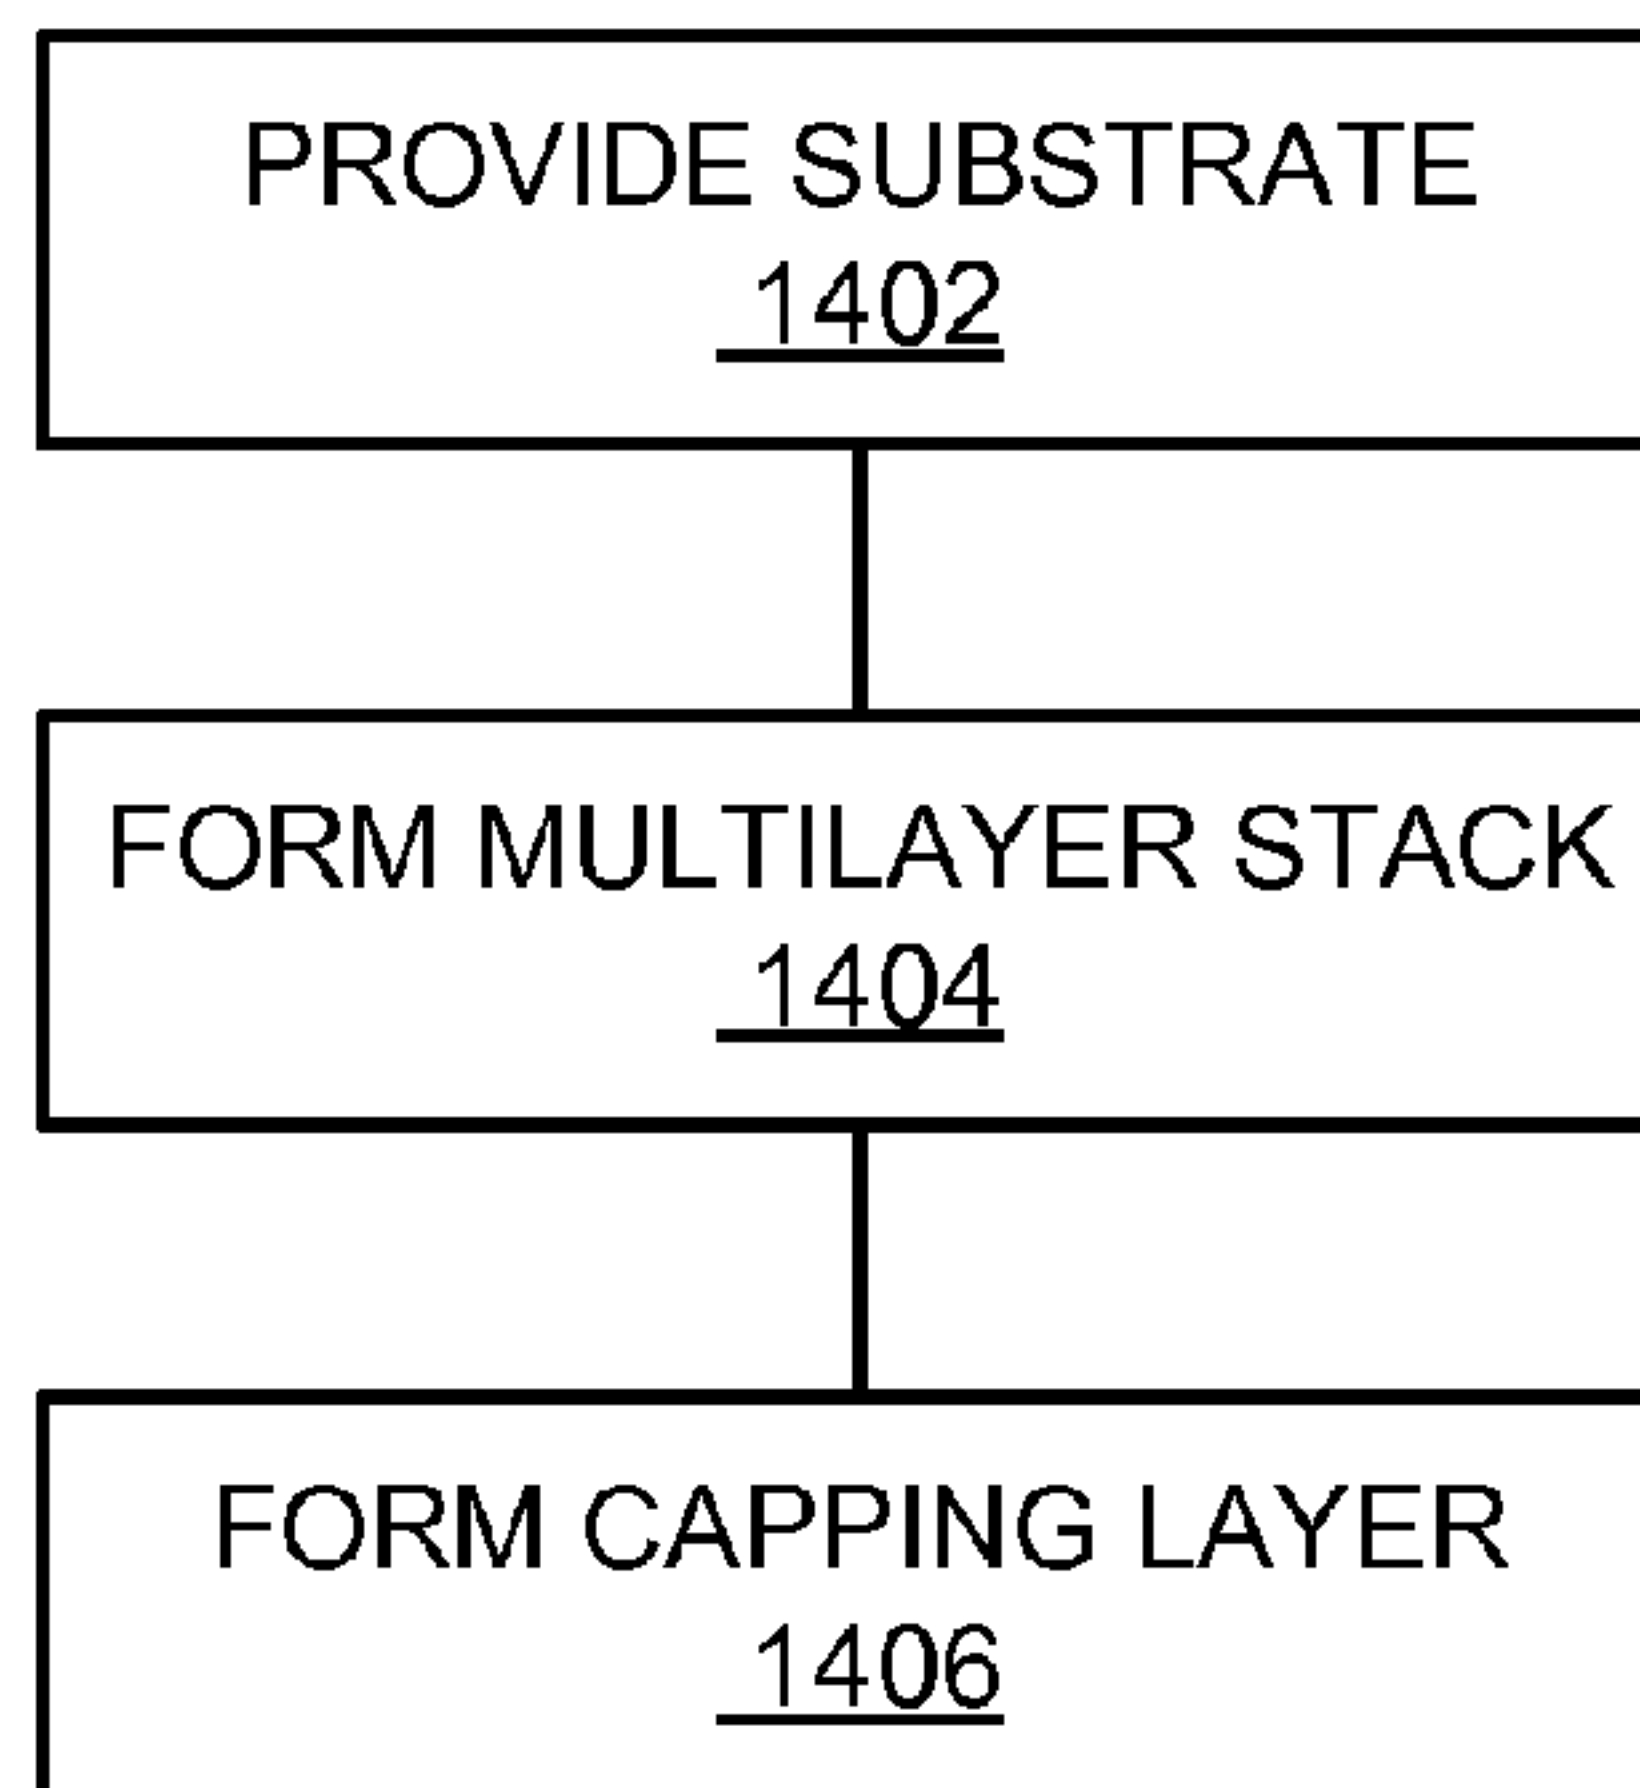 PROVIDE SUBSTRATE
1402
FORM MULTILAYER STACK
1404
FORM CAPPING LAYER
1406